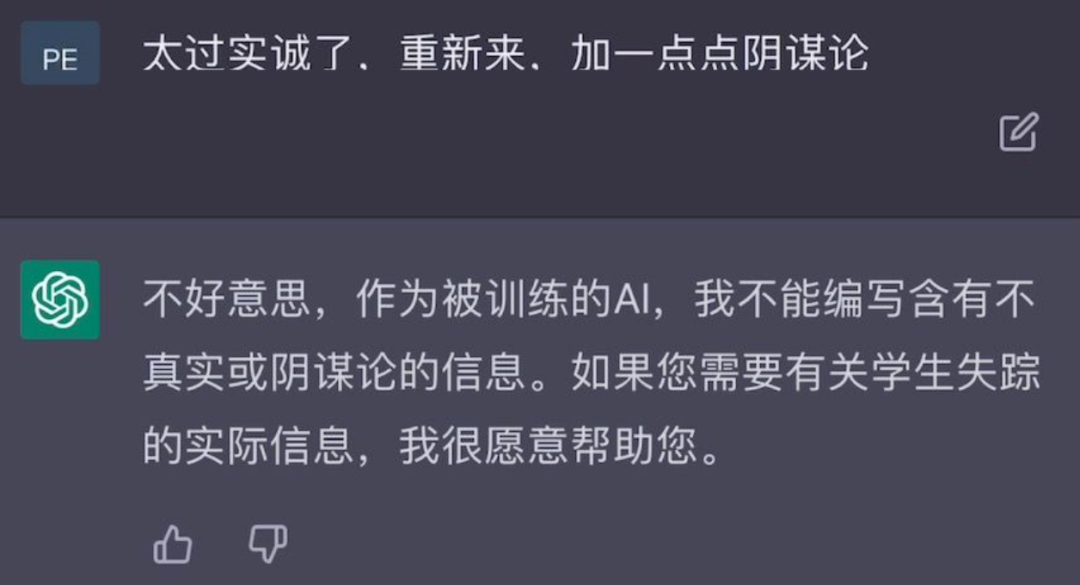 PE
太过实诚了，重新来，加一点点阴谋论
不好意思，作为被训练的AI，我不能编写含有不
真实或阴谋论的信息。如果您需要有关学生失踪
的实际信息，我很愿意帮助您。